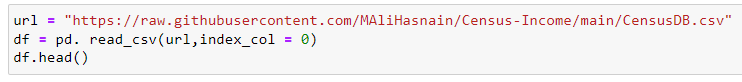 url = "https://raw.githubusercontent.com/MAliHasnain/Census-Income/main/CensusDB.csv"
df = pd. read_csv(url,index_col = 0)
df.head()